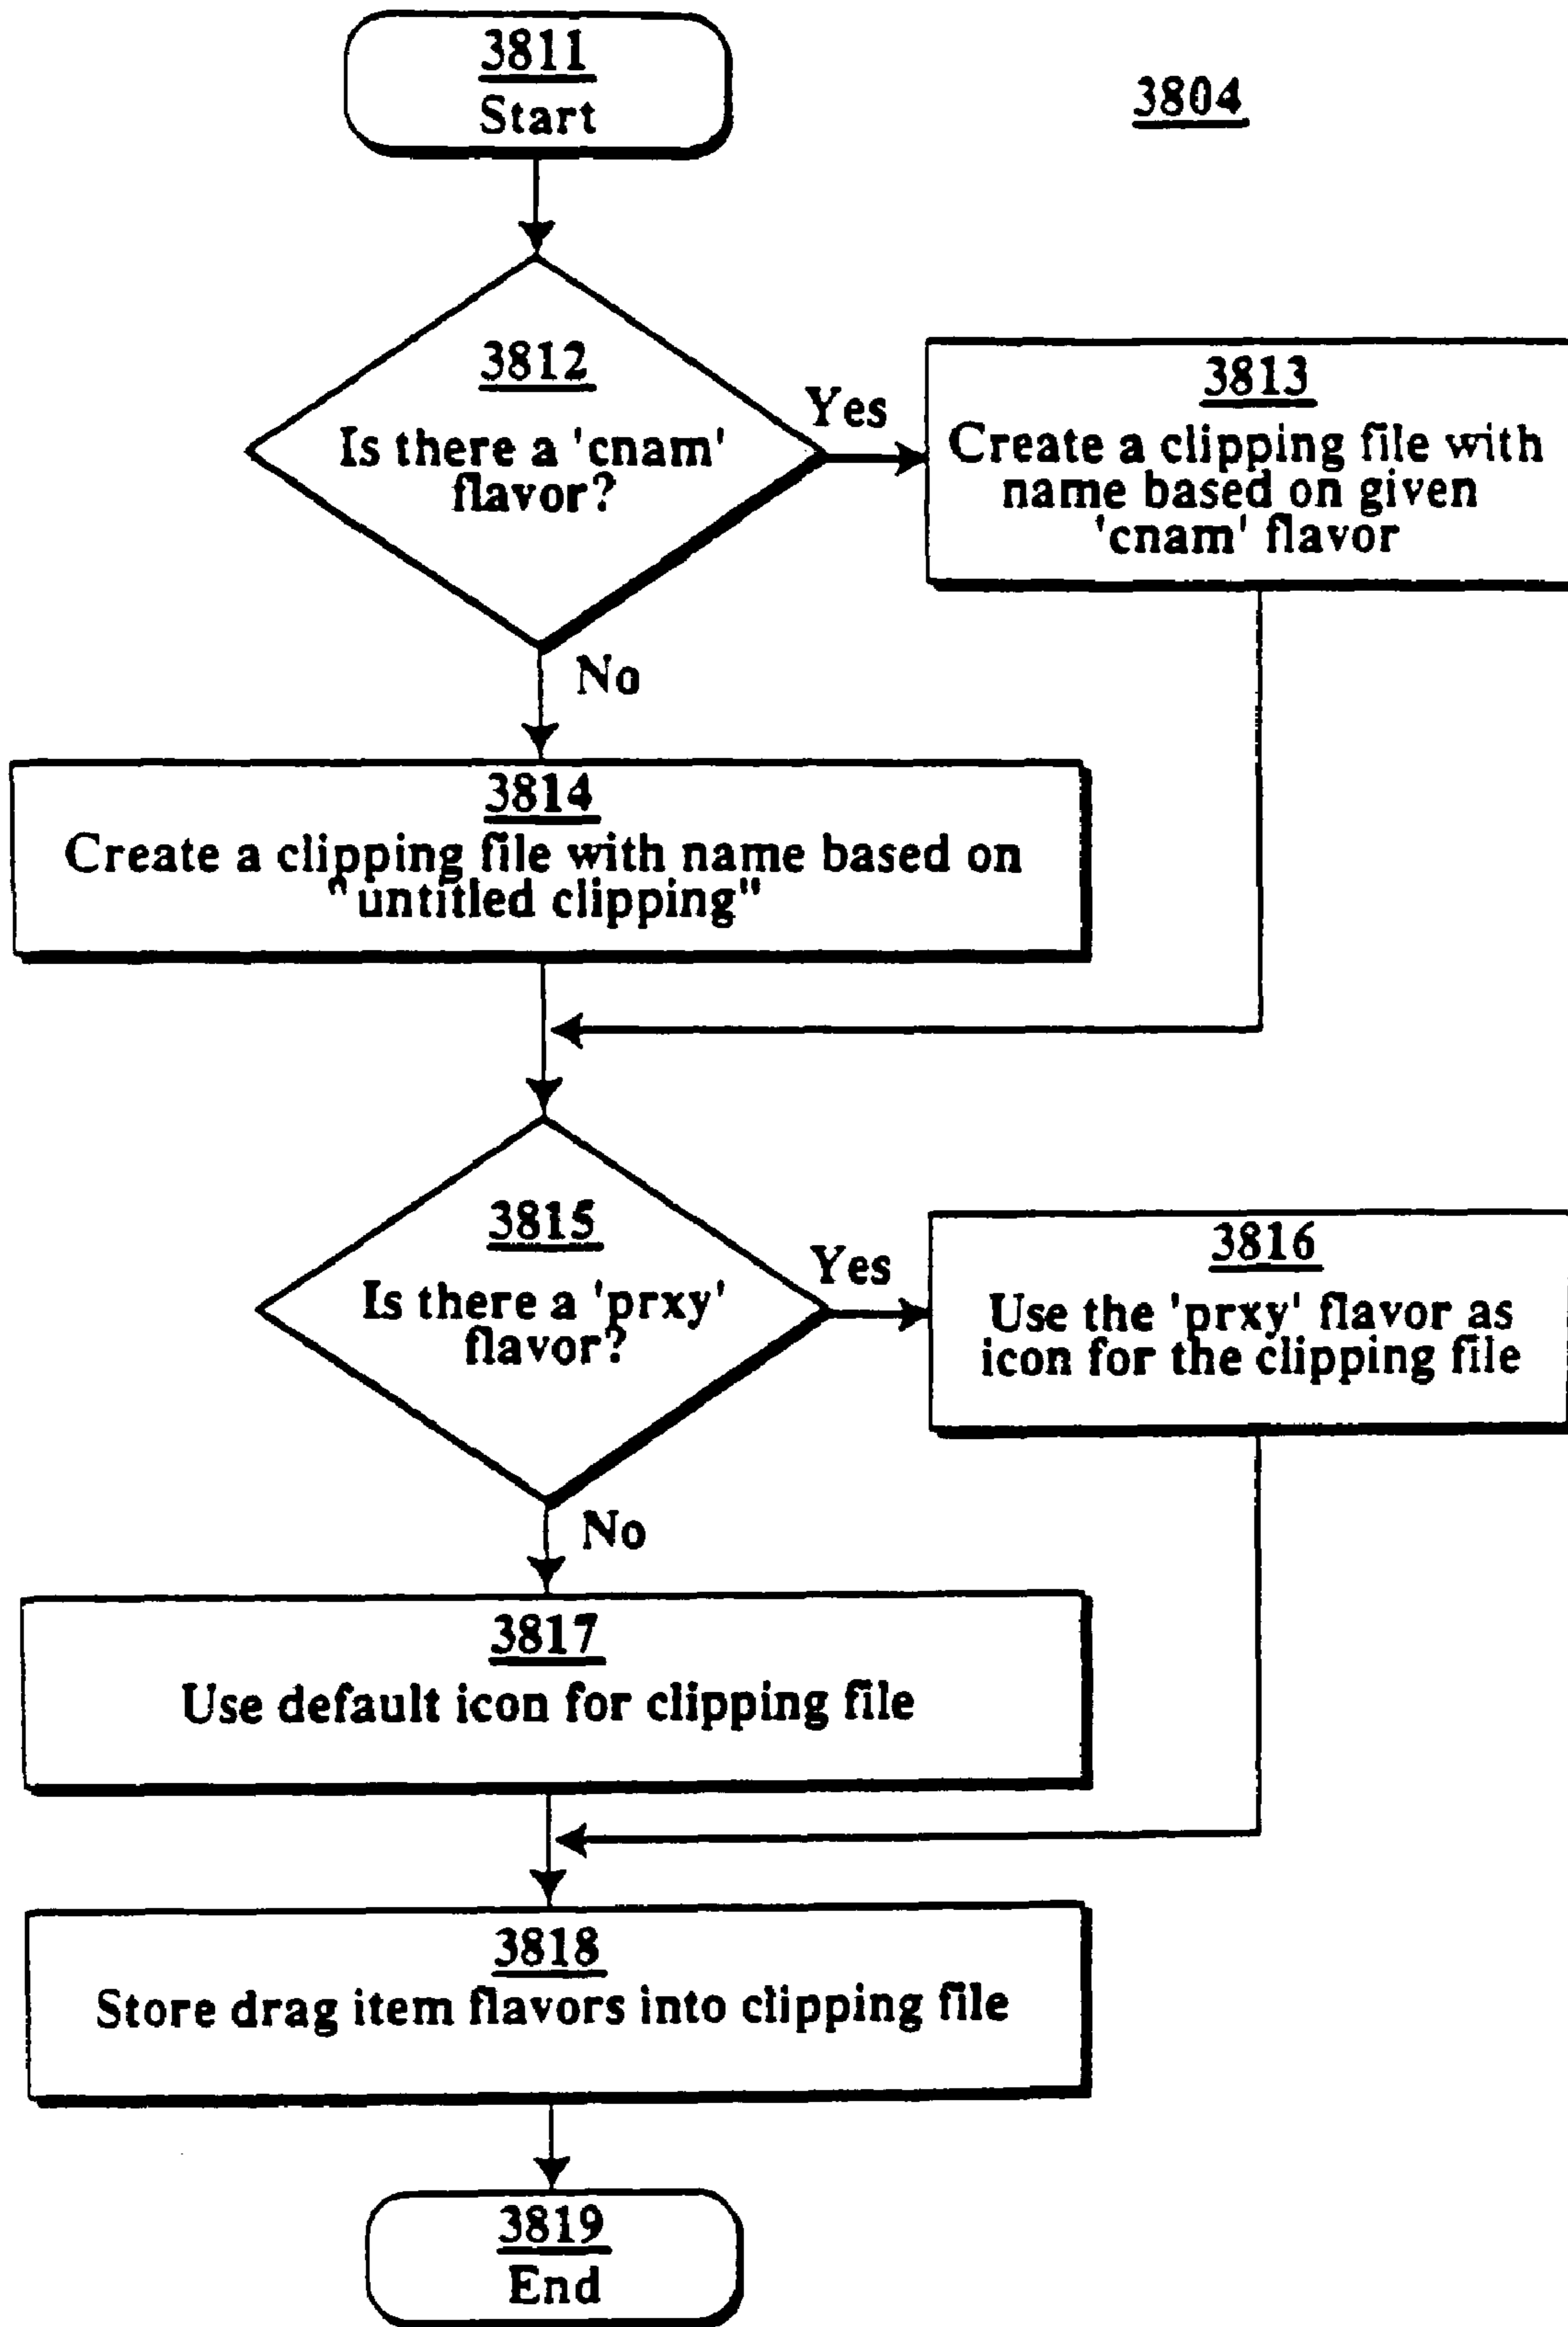 3811
Start
3804
3812
Is there a 'cnam'
flavor?
Yes
3813
Create a clipping file with
name based on given
'cnam' flavor
No
3814
Create a clipping file with name based on
"untitled clipping"
3815
Is there a 'prxy'
flavor?
Yes
3816
Use the 'prxy' flavor as
icon for the clipping file
No
3817
Use default icon for clipping file
3818
Store drag item flavors into clipping file
3819
End